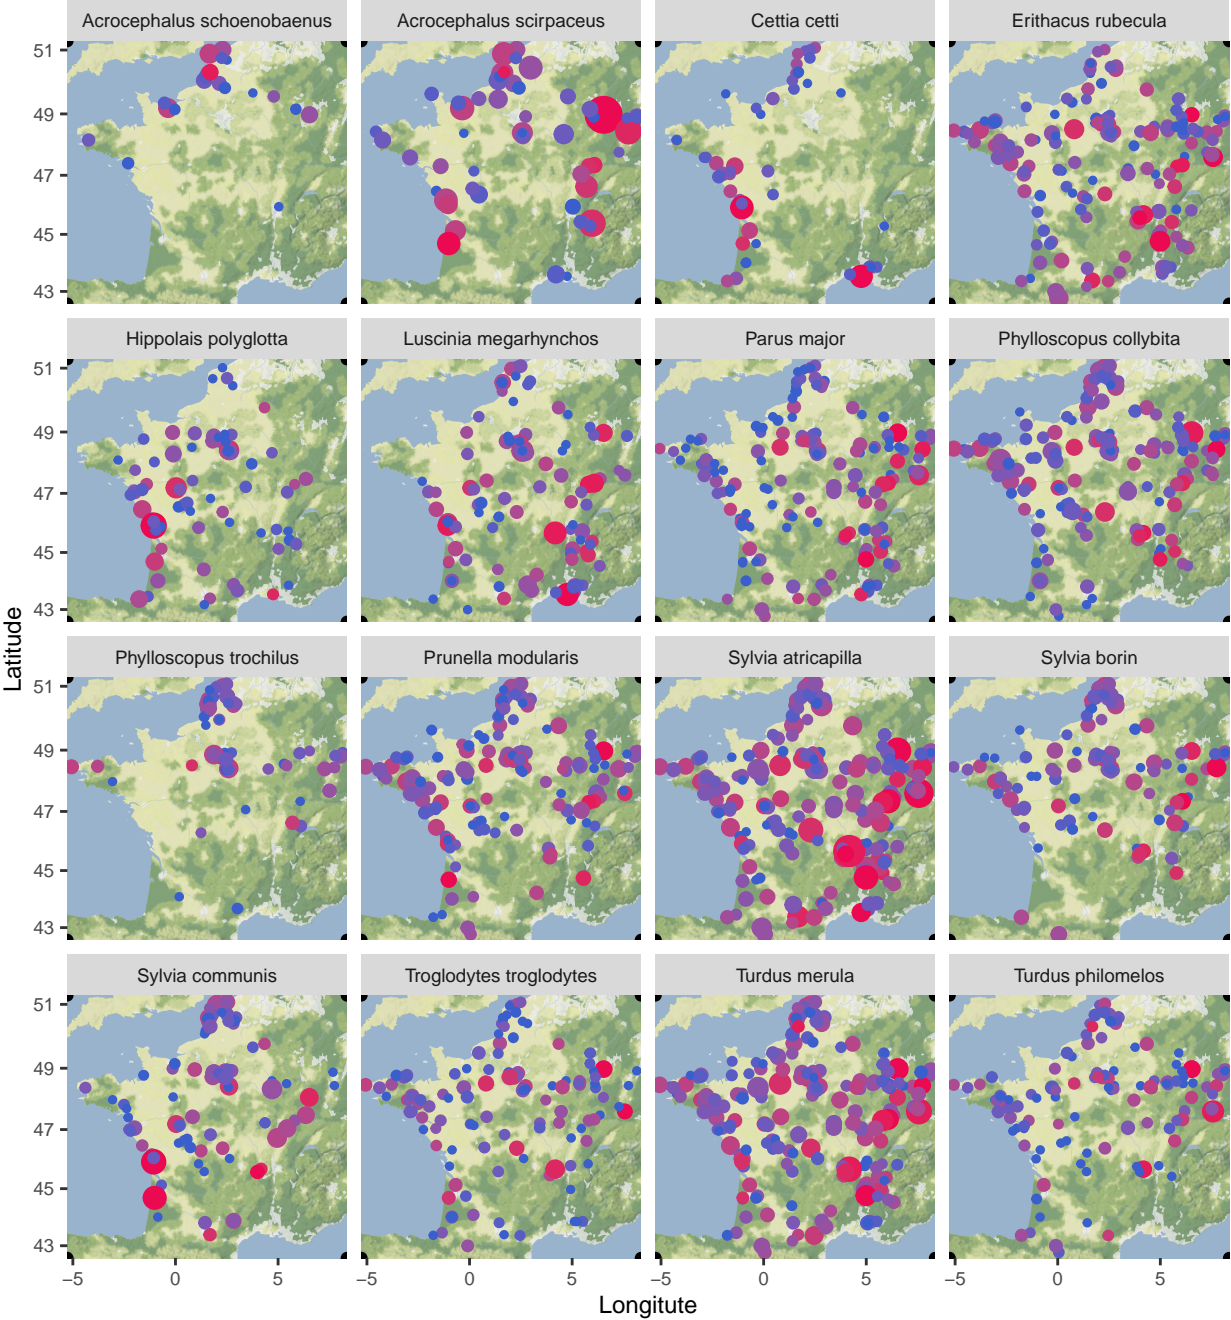 Acrocephalus schoenobaenus Acrocephalus scirpaceus Cettia cetti Erithacus rubecula
51
49
47
45
43
Hippolais polyglotta Luscinia megarhynchos Parus major Phylloscopus collybita
51
49
47
45
43
Latitude
Phylloscopus trochilus Prunella modularis Sylvia atricapilla Sylvia borin
51
49
47
45
43
Sylvia communis Troglodytes troglodytes Turdus merula Turdus philomelos
51
49
47
45
43
−5 0 5 −5 0 5 −5 0 5 −5 0 5
Longitute